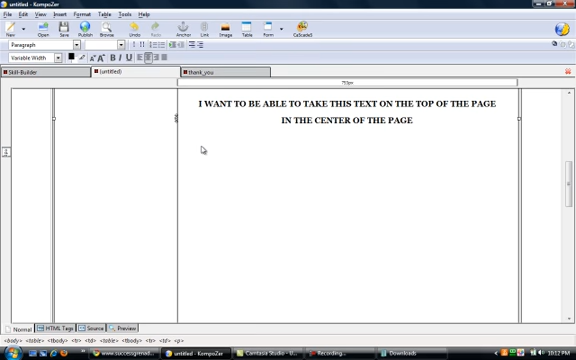 untitled - KompoZer
File Edit View Insert Format Table Tools Help
New Open Save Publish Browse Undo Redo Anchor Link Image Table Form CaScadeS
Paragraph
Variable Width
B I U
Skill-Builder (untitled) thank_you
I WANT TO BE ABLE TO TAKE THIS TEXT ON THE TOP OF THE PAGE
IN THE CENTER OF THE PAGE
Normal HTML Tags Source Preview
<body> <table> <tbody> <tr> <td> <table> <tbody> <tr> <td> <p>
www.successgrenad... untitled - KompoZer Camtasia Studio - Recording... Downloads 10:12 PM